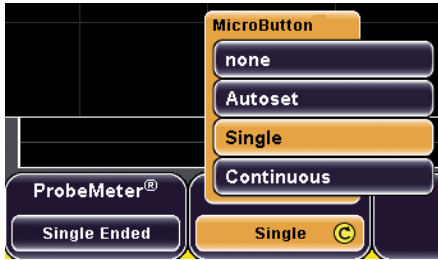 MicroButton
none
Autoset
Single
Continuous
ProbeMeter®
Single Ended
Single C